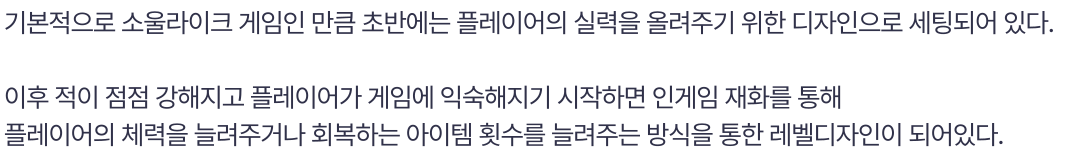 기본적으로 소울라이크 게임인 만큼 초반에는 플레이어의 실력을 올려주기 위한 디자인으로 세팅되어 있다.
이후 적이 점점 강해지고 플레이어가 게임에 익숙해지기 시작하면 인게임 재화를 통해
플레이어의 체력을 늘려주거나 회복하는 아이템 횟수를 늘려주는 방식을 통한 레벨디자인이 되어있다.